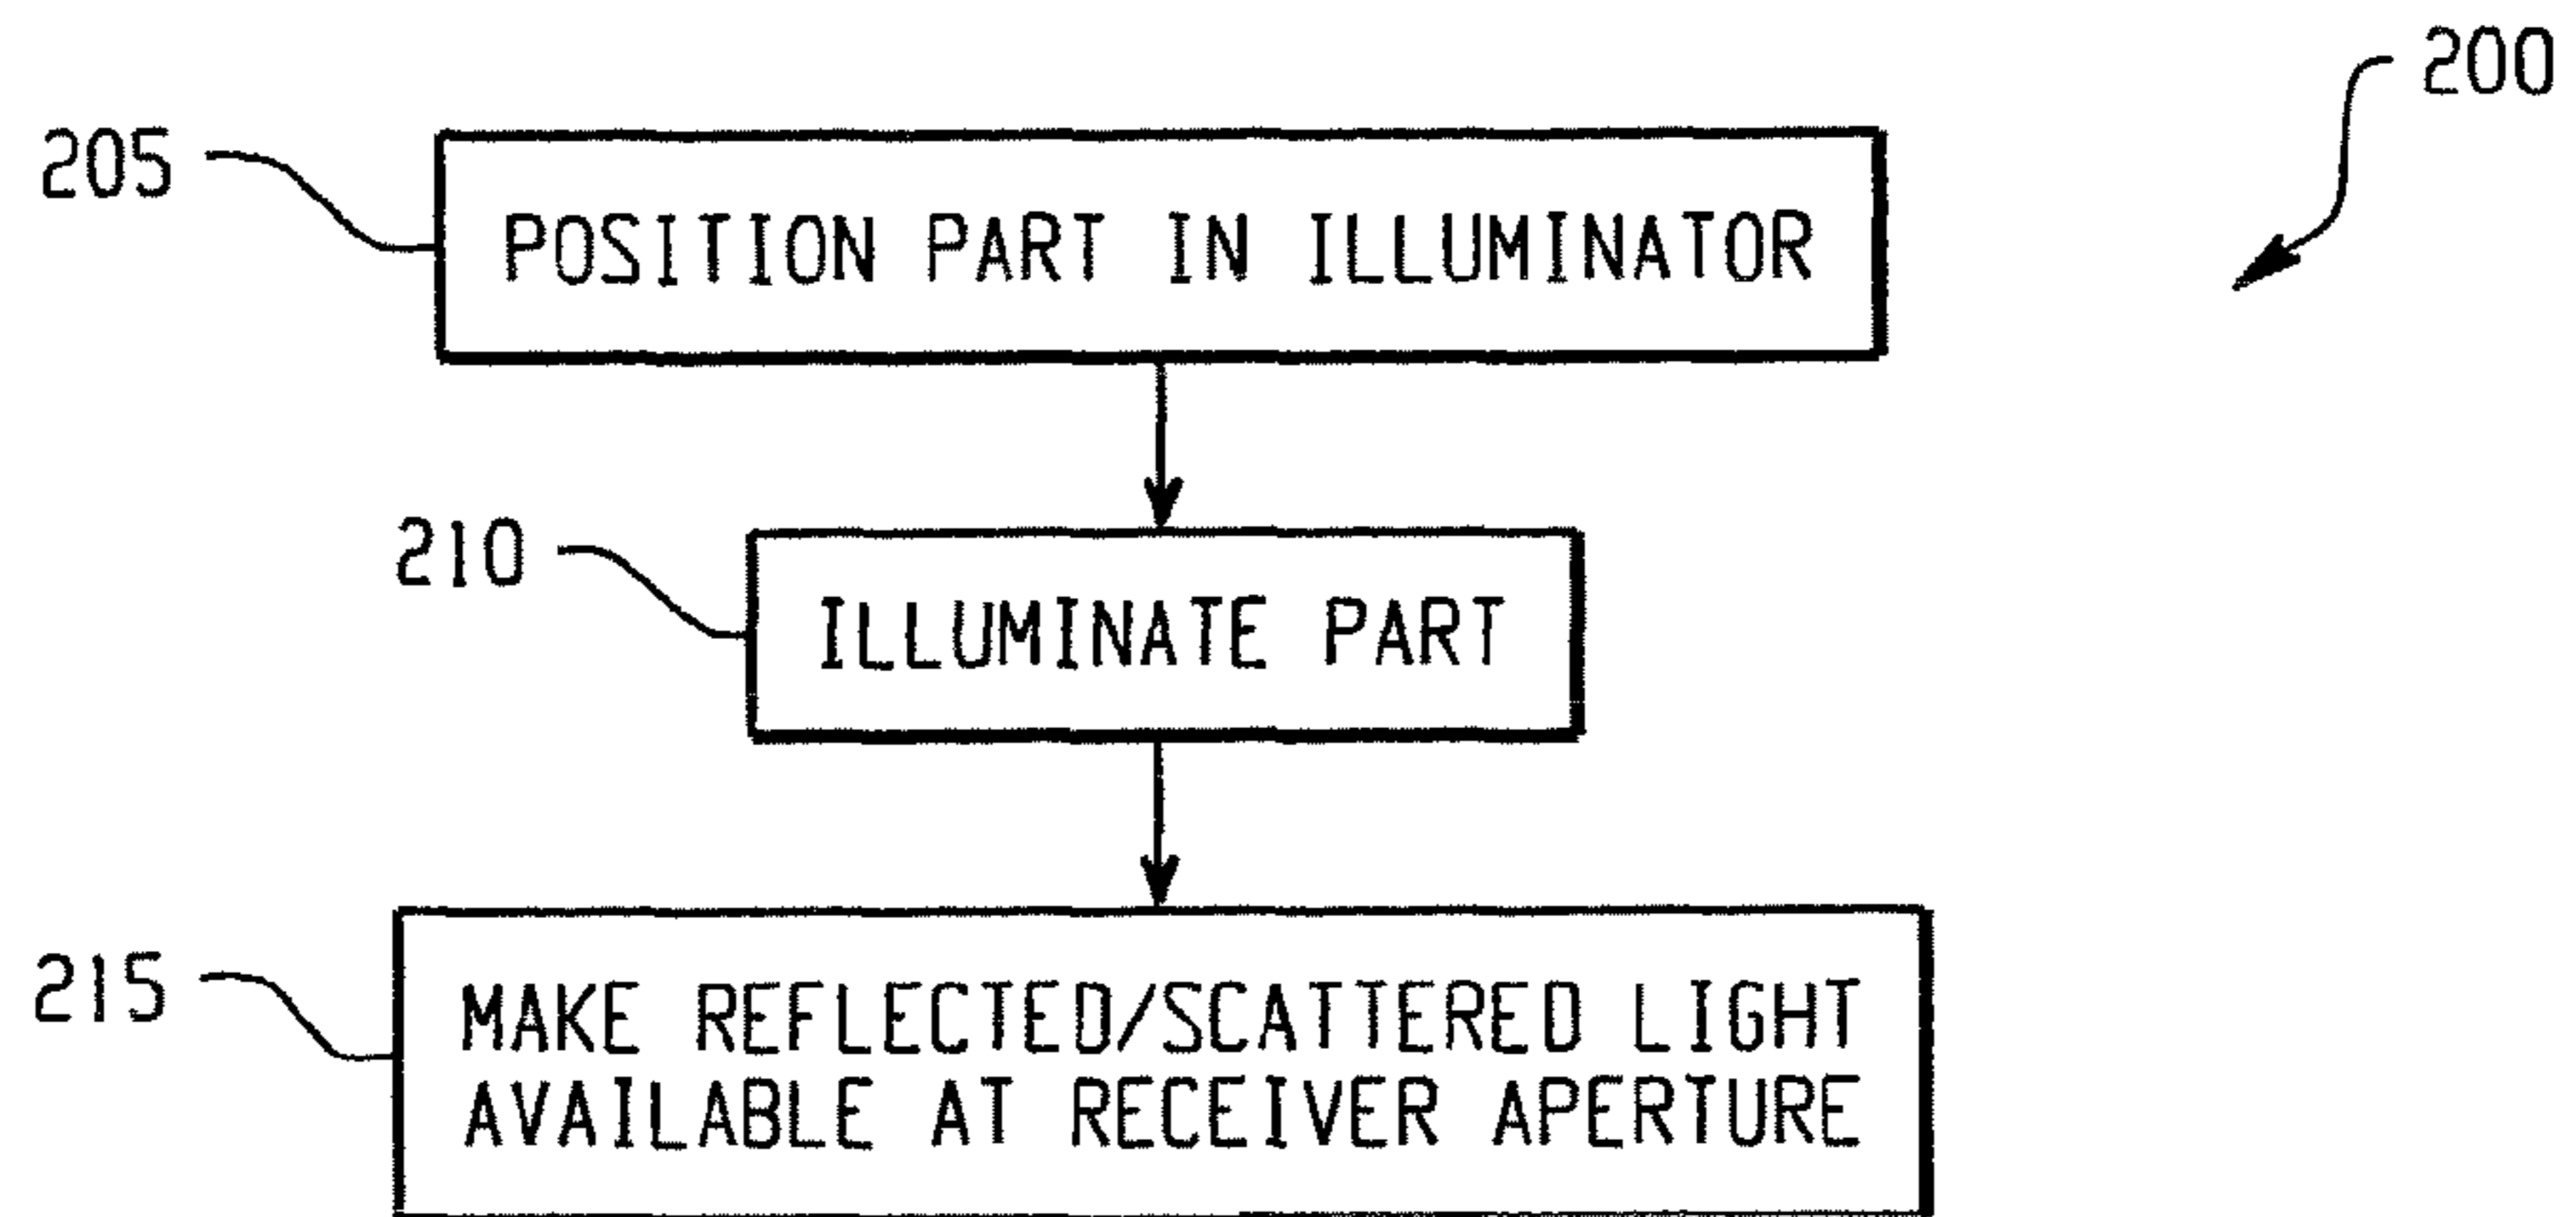 200
205
POSITION PART IN ILLUMINATOR
210
ILLUMINATE PART
215
MAKE REFLECTED/SCATTERED LIGHT
AVAILABLE AT RECEIVER APERTURE